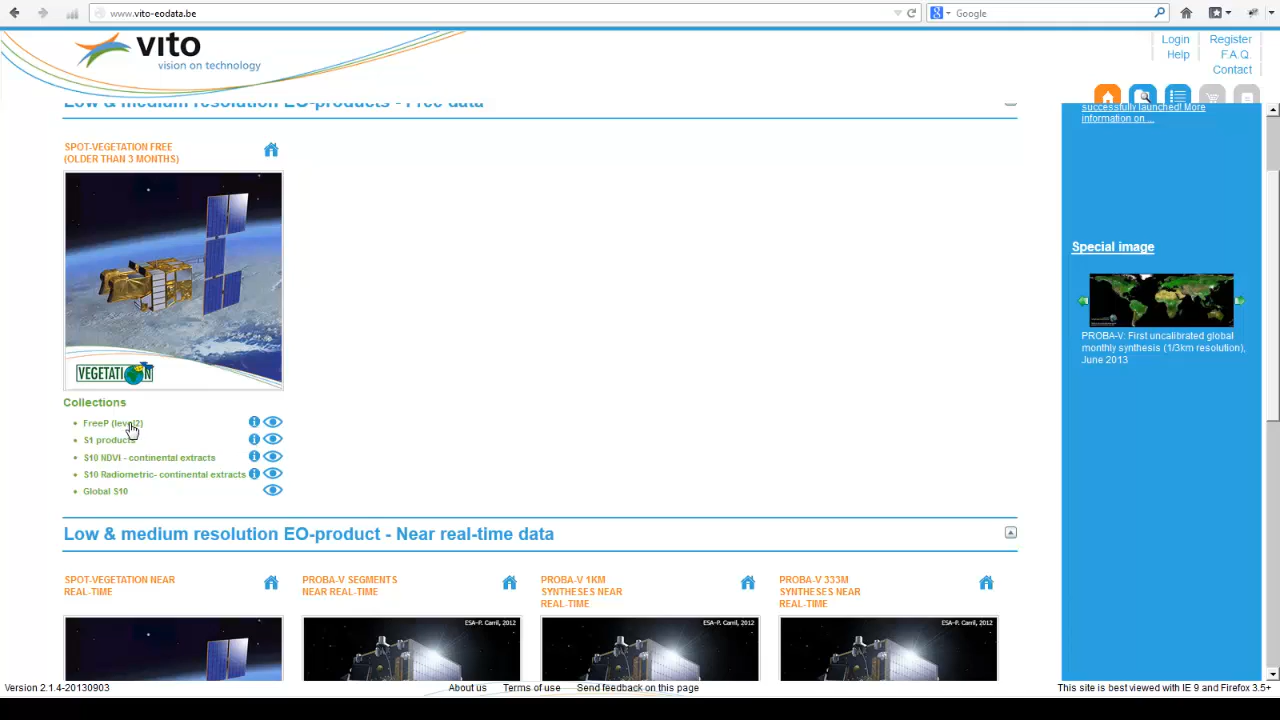 www.vito-eodata.be
Google
vito
vision on technology
Login
Register
Help
F.A.Q.
Contact
Low & medium resolution EO-products - Free data
successfully launched! More
information on ...
SPOT-VEGETATION FREE
(OLDER THAN 3 MONTHS)
VEGETATION
Special image
PROBA-V: First uncalibrated global
monthly synthesis (1/3km resolution),
June 2013
Collections
FreeP (level2)
S1 products
S10 NDVI - continental extracts
S10 Radiometric- continental extracts
Global S10
Low & medium resolution EO-product - Near real-time data
SPOT-VEGETATION NEAR
REAL-TIME
PROBA-V SEGMENTS
NEAR REAL-TIME
PROBA-V 1KM
SYNTHESES NEAR
REAL-TIME
PROBA-V 333M
SYNTHESES NEAR
REAL-TIME
ESA-P. Carril, 2012
ESA-P. Carril, 2012
ESA-P. Carril, 2012
Version 2.1.4-20130903
About us
Terms of use
Send feedback on this page
This site is best viewed with IE 9 and Firefox 3.5+